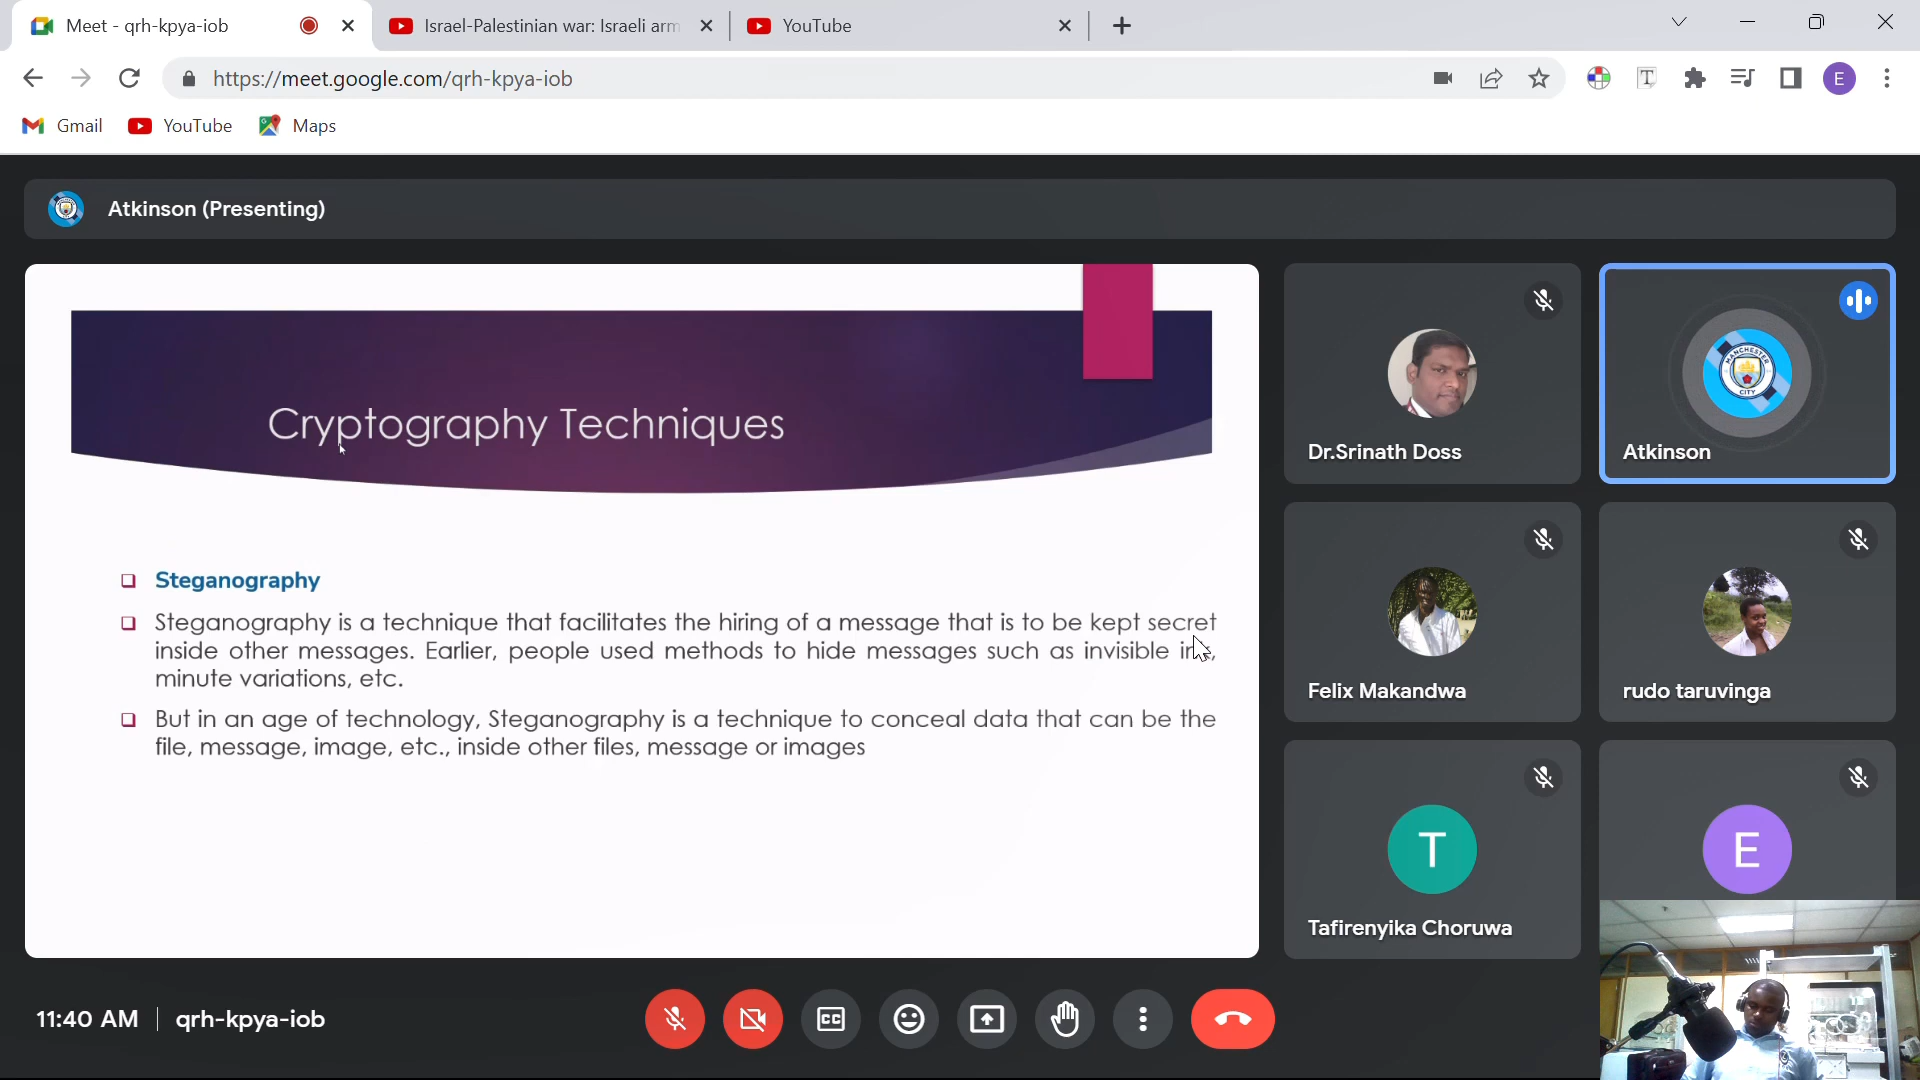 Meet - qrh-kpya-iob
Israel-Palestinian war: Israeli arm
YouTube
https://meet.google.com/qrh-kpya-iob
E
Gmail
YouTube
Maps
Atkinson (Presenting)
Cryptography Techniques
Steganography
Steganography is a technique that facilitates the hiring of a message that is to be kept secret
inside other messages. Earlier, people used methods to hide messages such as invisible ink,
minute variations, etc.
But in an age of technology, Steganography is a technique to conceal data that can be the
file, message, image, etc., inside other files, message or images
Dr.Srinath Doss
MANCHESTER
CITY
Atkinson
Felix Makandwa
rudo taruvinga
T
Tafirenyika Choruwa
E
11:40 AM
qrh-kpya-iob
CC